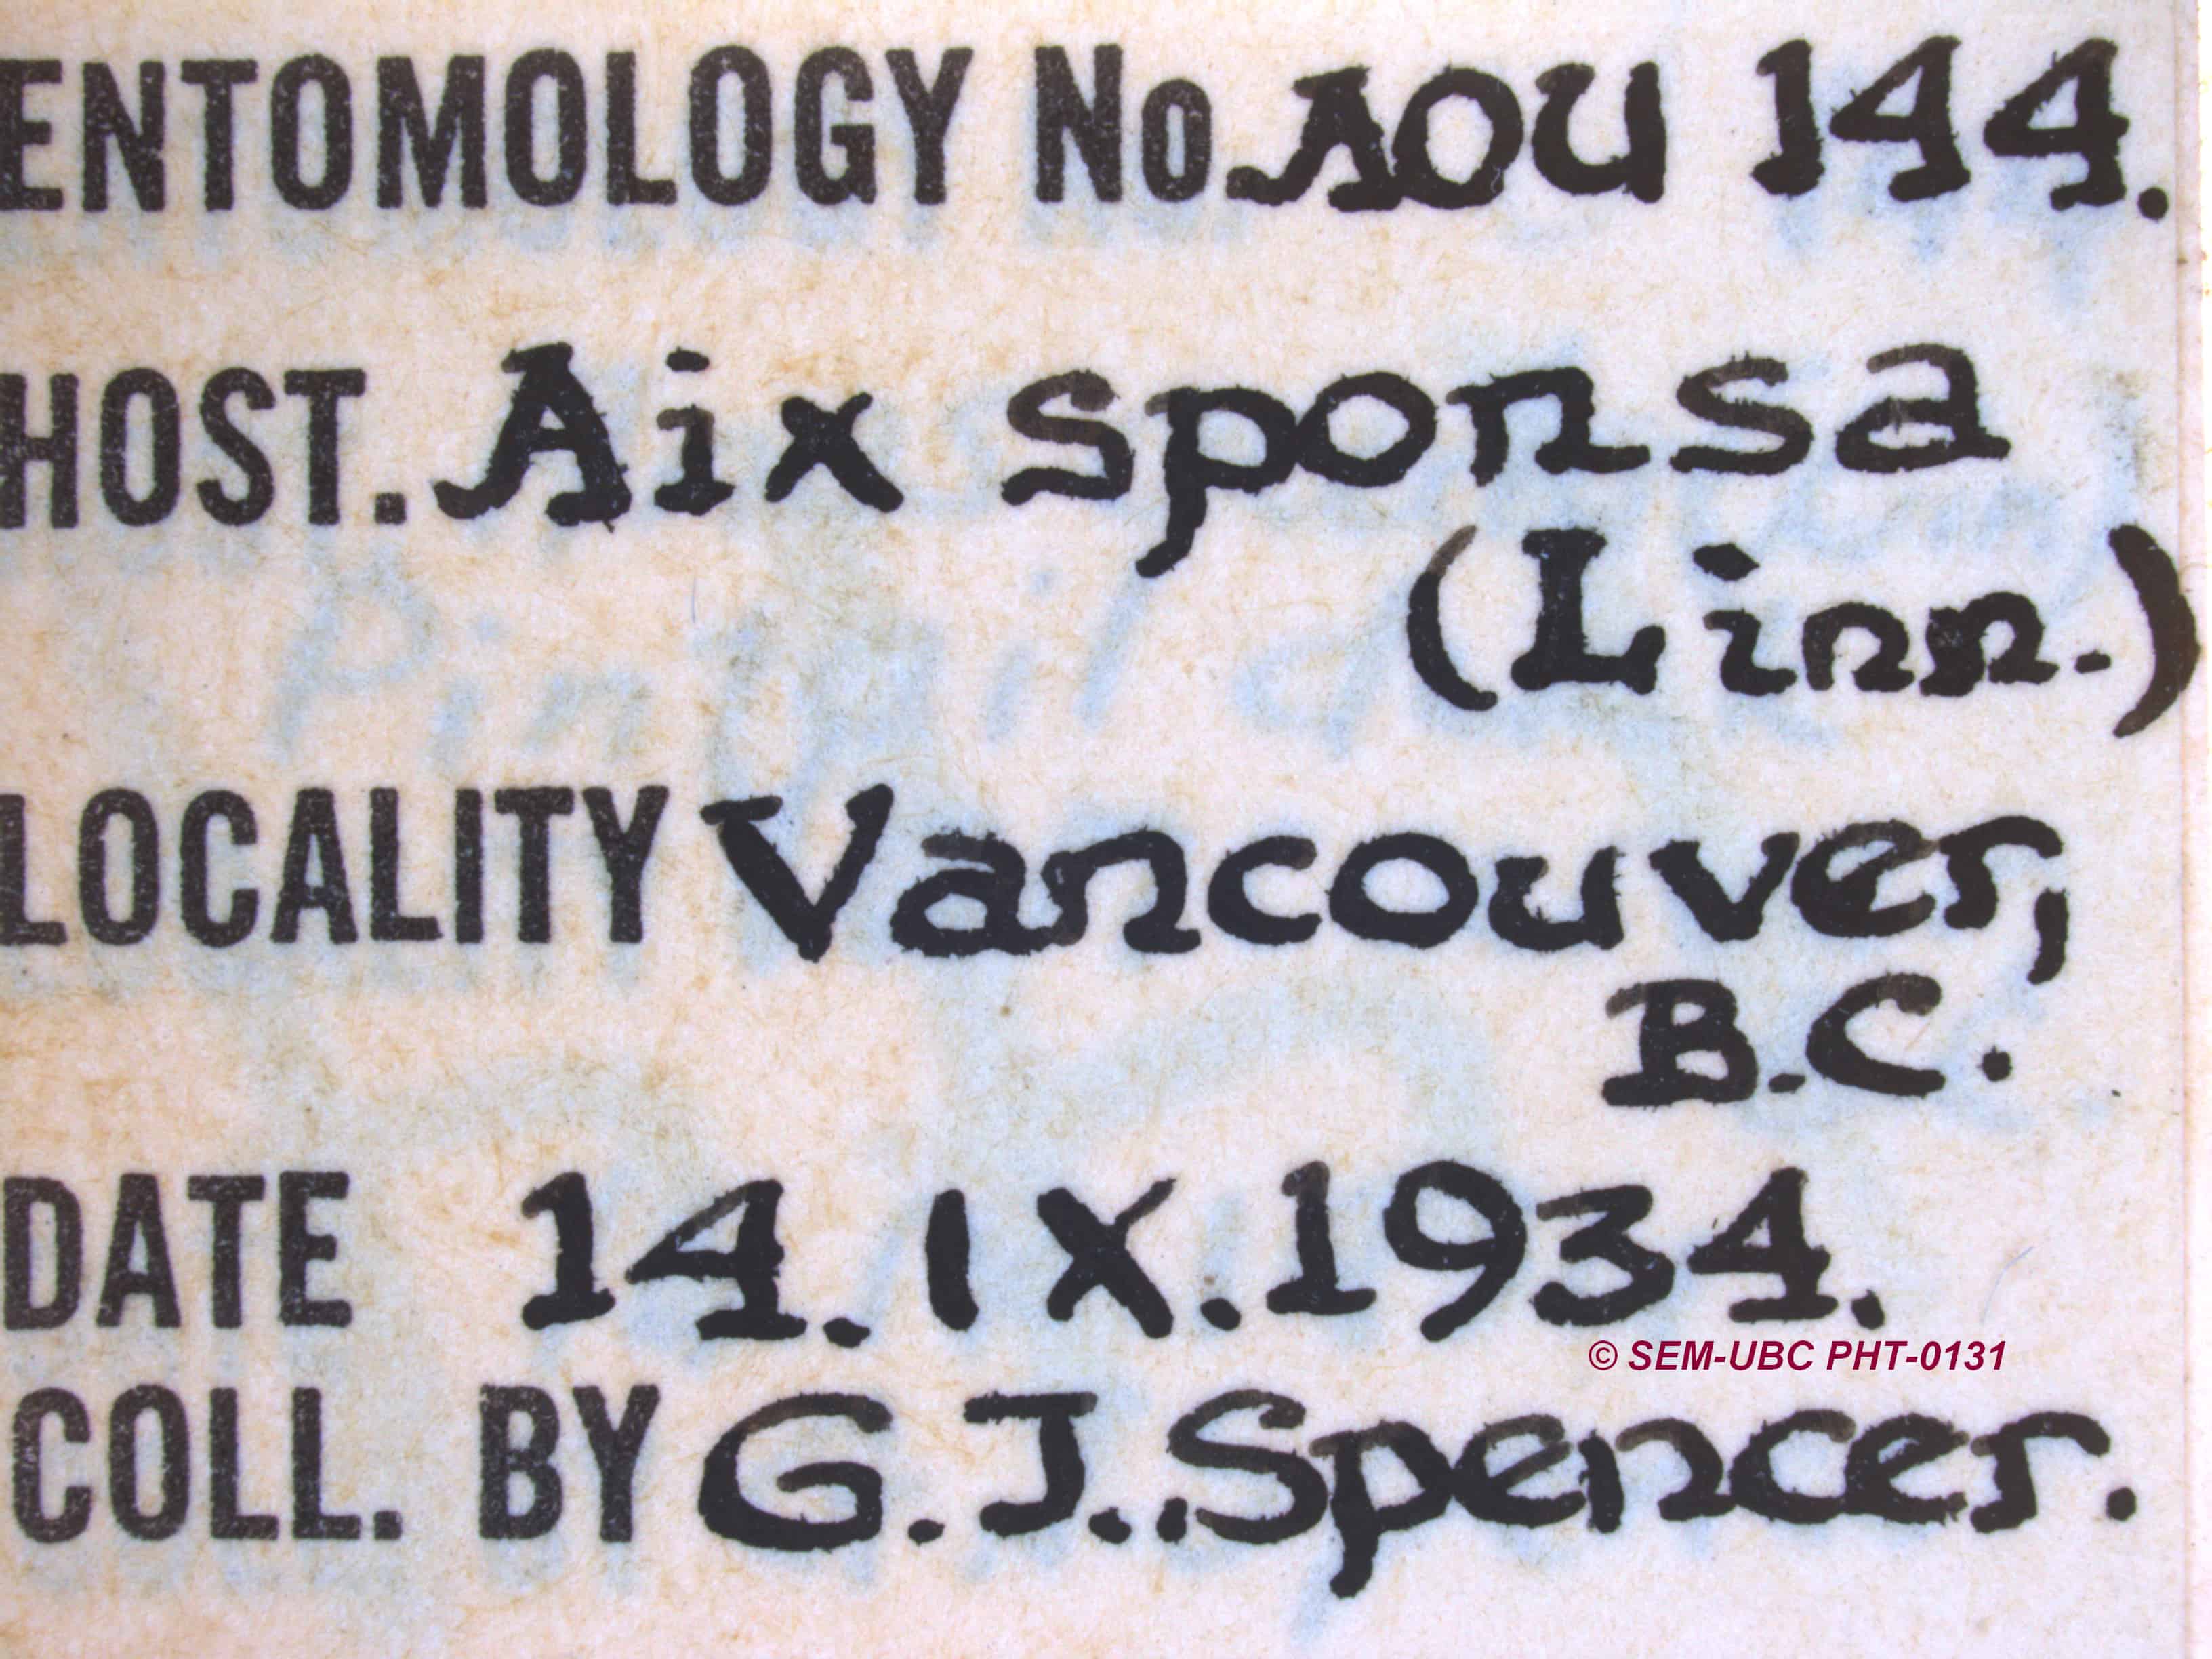 ENTOMOLOGY No. AOU 144.
HOST. Aix sponsa
(Linn.)
Pintail
LOCALITY Vancouver,
B.C.
DATE 14.IX.1934.
© SEM-UBC PHT-0131
COLL. BY G.J..Spencer.